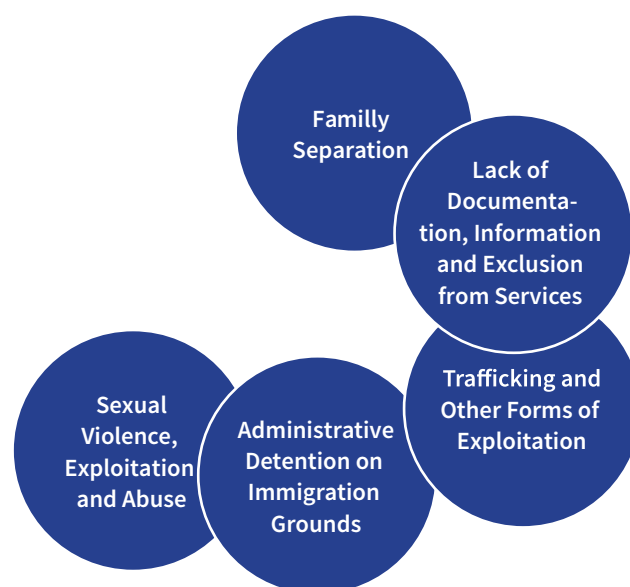 Familly
Separation
Lack of
Documenta-
tion, Information
and Exclusion
from Services
Trafficking and
Other Forms of
Exploitation
Administrative
Detention on
Immigration
Grounds
Sexual
Violence,
Exploitation
and Abuse